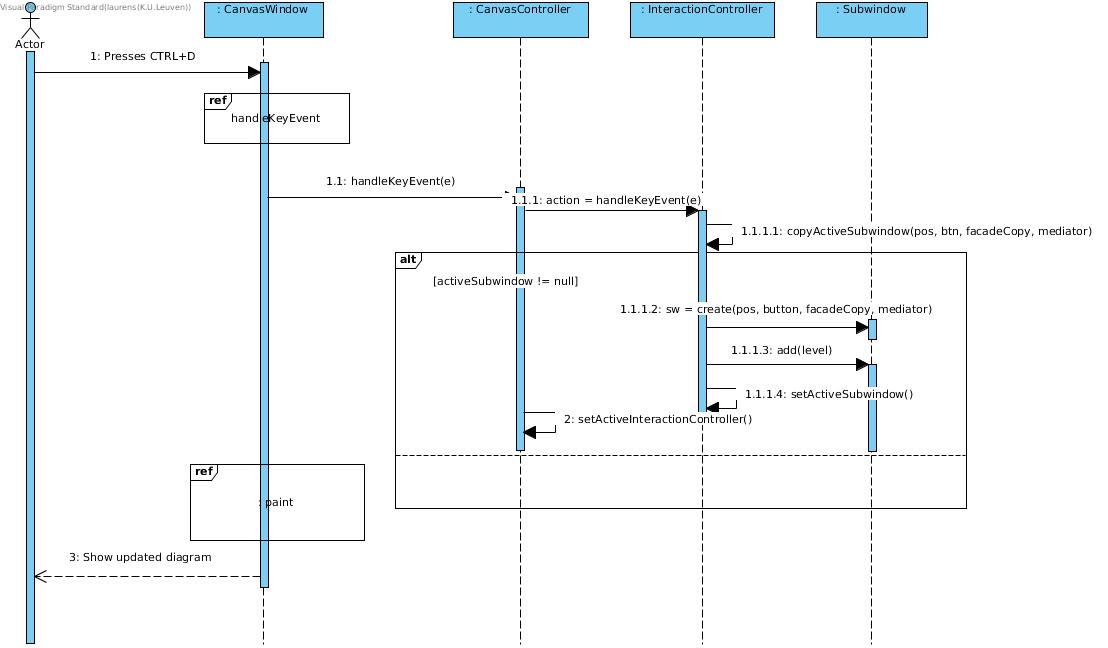 Visual Paradigm Standard(laurens(K.U.Leuven))
: CanvasWindow
: CanvasController
: InteractionController
: Subwindow
Actor
1: Presses CTRL+D
ref
handleKeyEvent
1.1: handleKeyEvent(e)
1.1.1: action = handleKeyEvent(e)
1.1.1.1: copyActiveSubwindow(pos, btn, facadeCopy, mediator)
alt
[activeSubwindow != null]
1.1.1.2: sw = create(pos, button, facadeCopy, mediator)
1.1.1.3: add(level)
1.1.1.4: setActiveSubwindow()
2: setActiveInteractionController()
ref
: paint
3: Show updated diagram